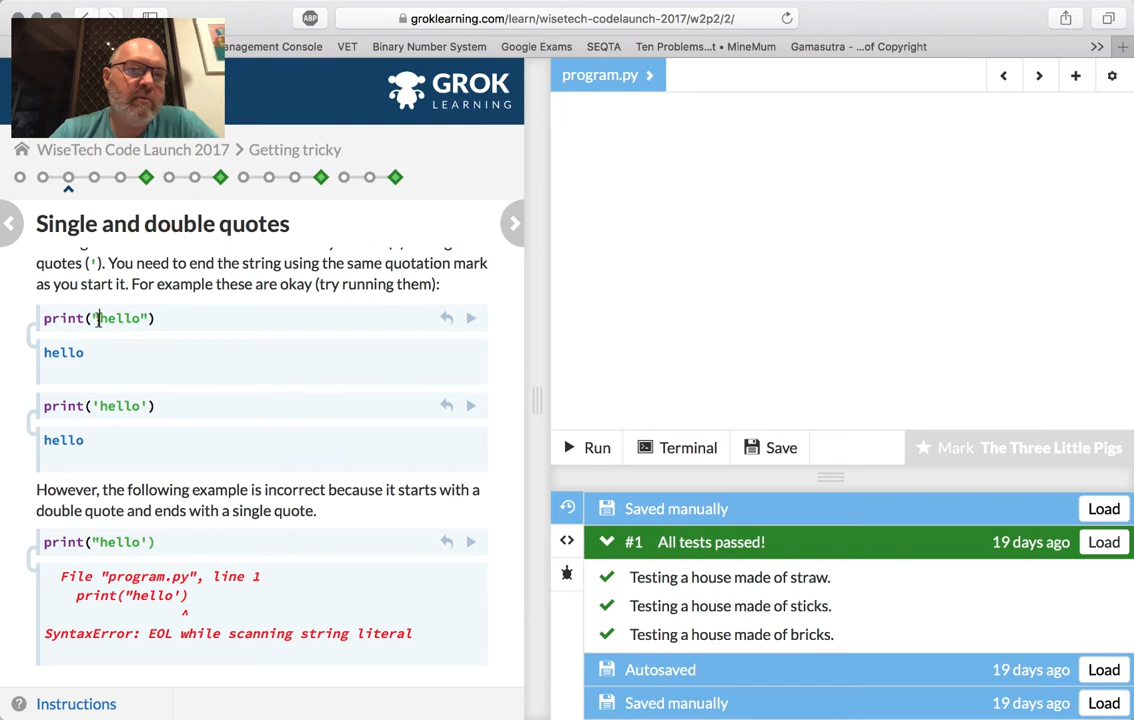 ABP
groklearning.com/learn/wisetech-codelaunch-2017/w2p2/2/
anagement Console
VET
Binary Number System
Google Exams
SEQTA
Ten Problems...t • MineMum
Gamasutra - ...of Copyright
GROK
LEARNING
WiseTech Code Launch 2017 > Getting tricky
Single and double quotes
quotes ('). You need to end the string using the same quotation mark
as you start it. For example these are okay (try running them):
print("hello")
hello
print('hello')
hello
However, the following example is incorrect because it starts with a
double quote and ends with a single quote.
print("hello')
File "program.py", line 1
print("hello')
^
SyntaxError: EOL while scanning string literal
Instructions
program.py
Run
Terminal
Save
Mark The Three Little Pigs
Saved manually
Load
#1 All tests passed!
19 days ago
Load
Testing a house made of straw.
Testing a house made of sticks.
Testing a house made of bricks.
Autosaved
19 days ago
Load
Saved manually
19 days ago
Load